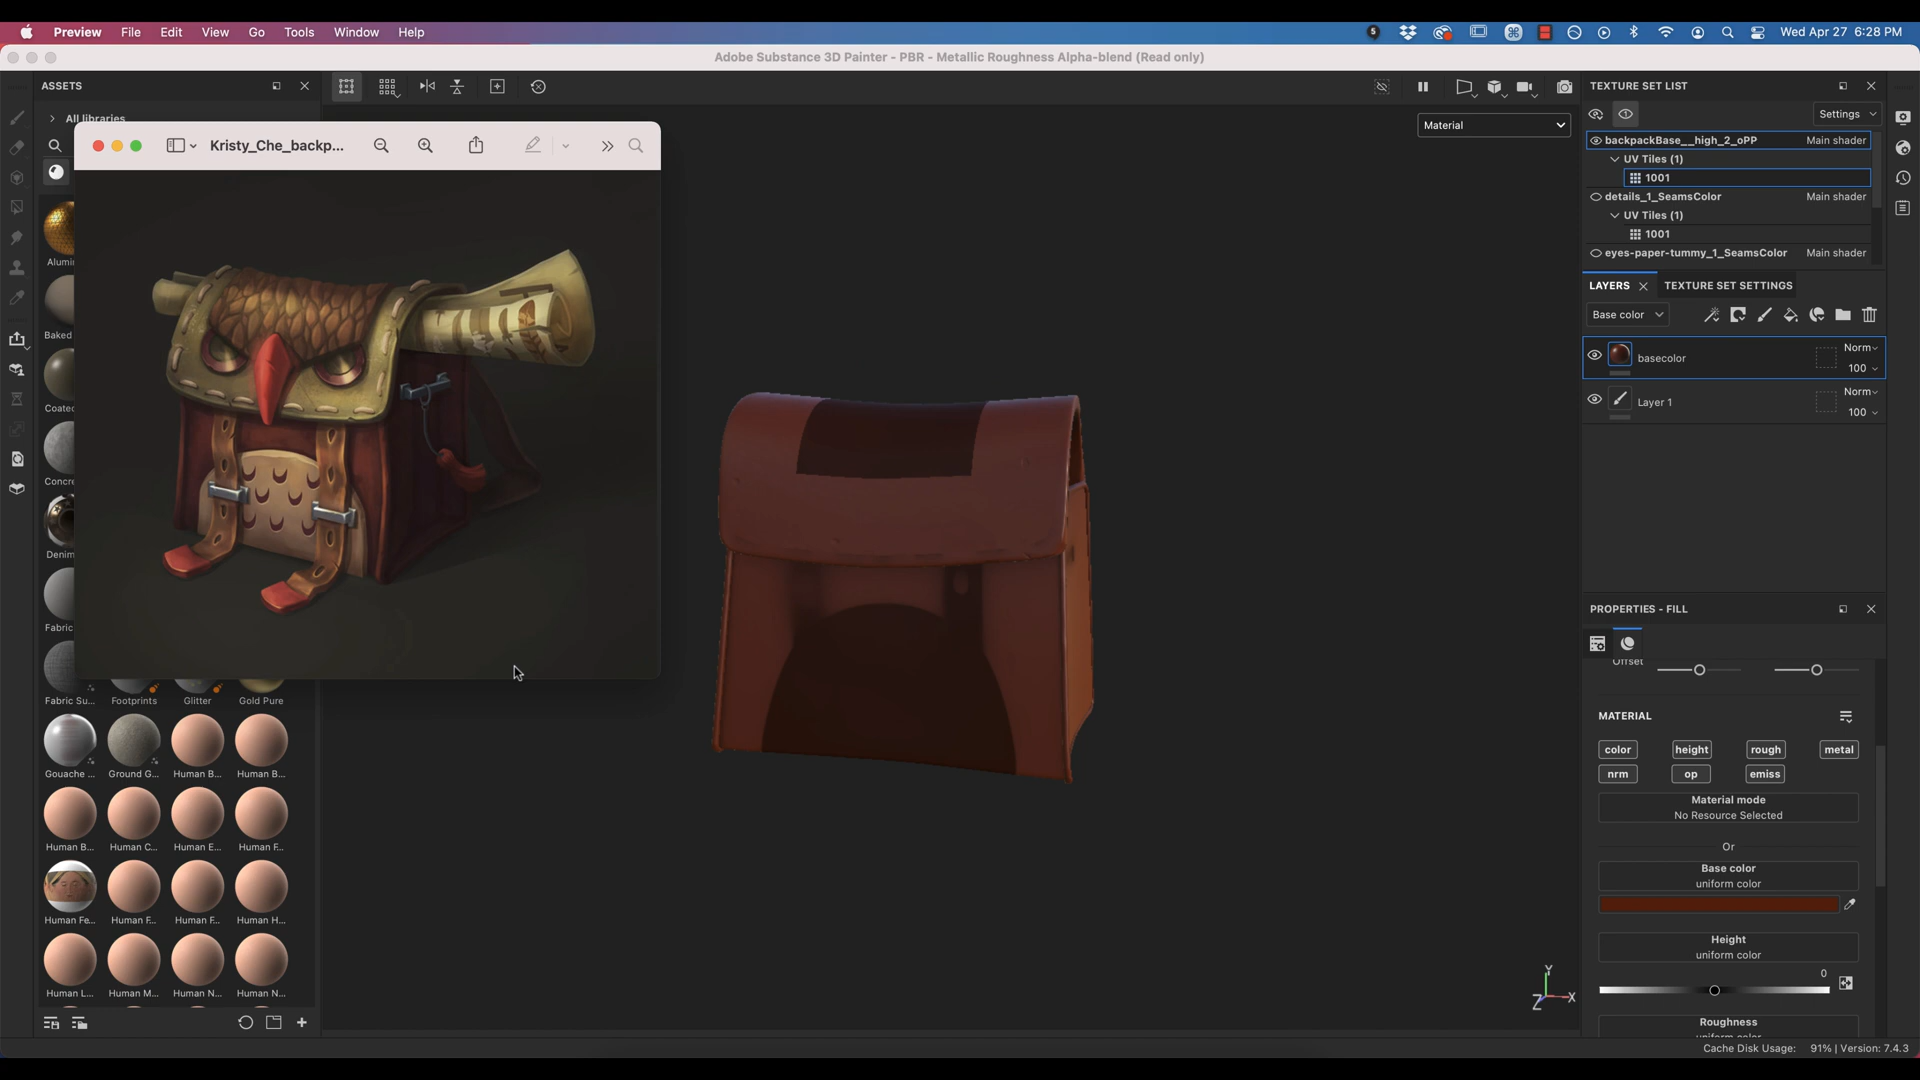 Preview File Edit View Go Tools Window Help
Wed Apr 27 6:28 PM
Adobe Substance 3D Painter - PBR - Metallic Roughness Alpha-blend (Read only)
ASSETS
All libraries
Kristy_Che_backp...
Alumi
Baked
Coate
Concre
Denim
Fabric
Fabric Su... Footprints Glitter Gold Pure
Gouache ... Ground G... Human B... Human B...
Human B... Human C... Human E... Human F...
Human Fe... Human F... Human F... Human H...
Human L... Human M... Human N... Human N...
Material
TEXTURE SET LIST
Settings
backpackBase__high_2_oPP Main shader
UV Tiles (1)
1001
details_1_SeamsColor Main shader
UV Tiles (1)
1001
eyes-paper-tummy_1_SeamsColor Main shader
LAYERS TEXTURE SET SETTINGS
Base color
basecolor Norm
100
Layer 1 Norm
100
PROPERTIES - FILL
Offset
MATERIAL
color height rough metal
nrm op emiss
Material mode
No Resource Selected
Or
Base color
uniform color
Height
uniform color
0
Roughness
uniform color
Y
Z X
Cache Disk Usage: 91% | Version: 7.4.3